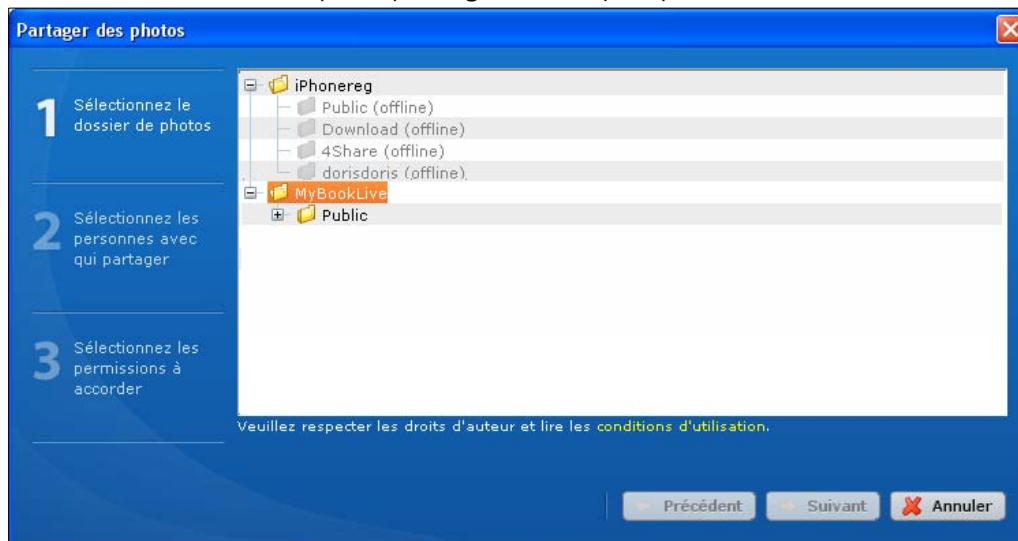 Partager des photos
1 Sélectionnez le
dossier de photos
2 Sélectionnez les
personnes avec
qui partager
3 Sélectionnez les
permissions à
accorder
iPhonereg
Public (offline)
Download (offline)
4Share (offline)
dorisdoris (offline)
MyBookLive
Public
Veuillez respecter les droits d'auteur et lire les conditions d'utilisation.
Précédent Suivant Annuler